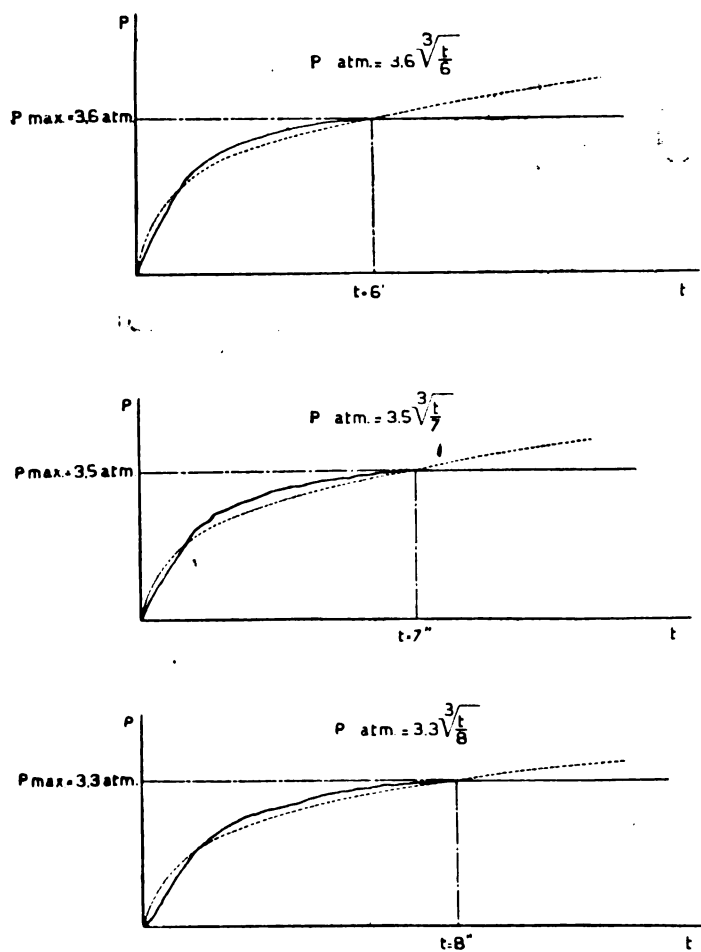 P
P atm. = 3.6 ∛(t/6)
P max = 3,6 atm.
t = 6'
t
P
P atm. = 3.5 ∛(t/7)
P max. = 3.5 atm
t = 7"
t
P
P atm. = 3.3 ∛(t/8)
P max = 3,3 atm.
t = 8"
t